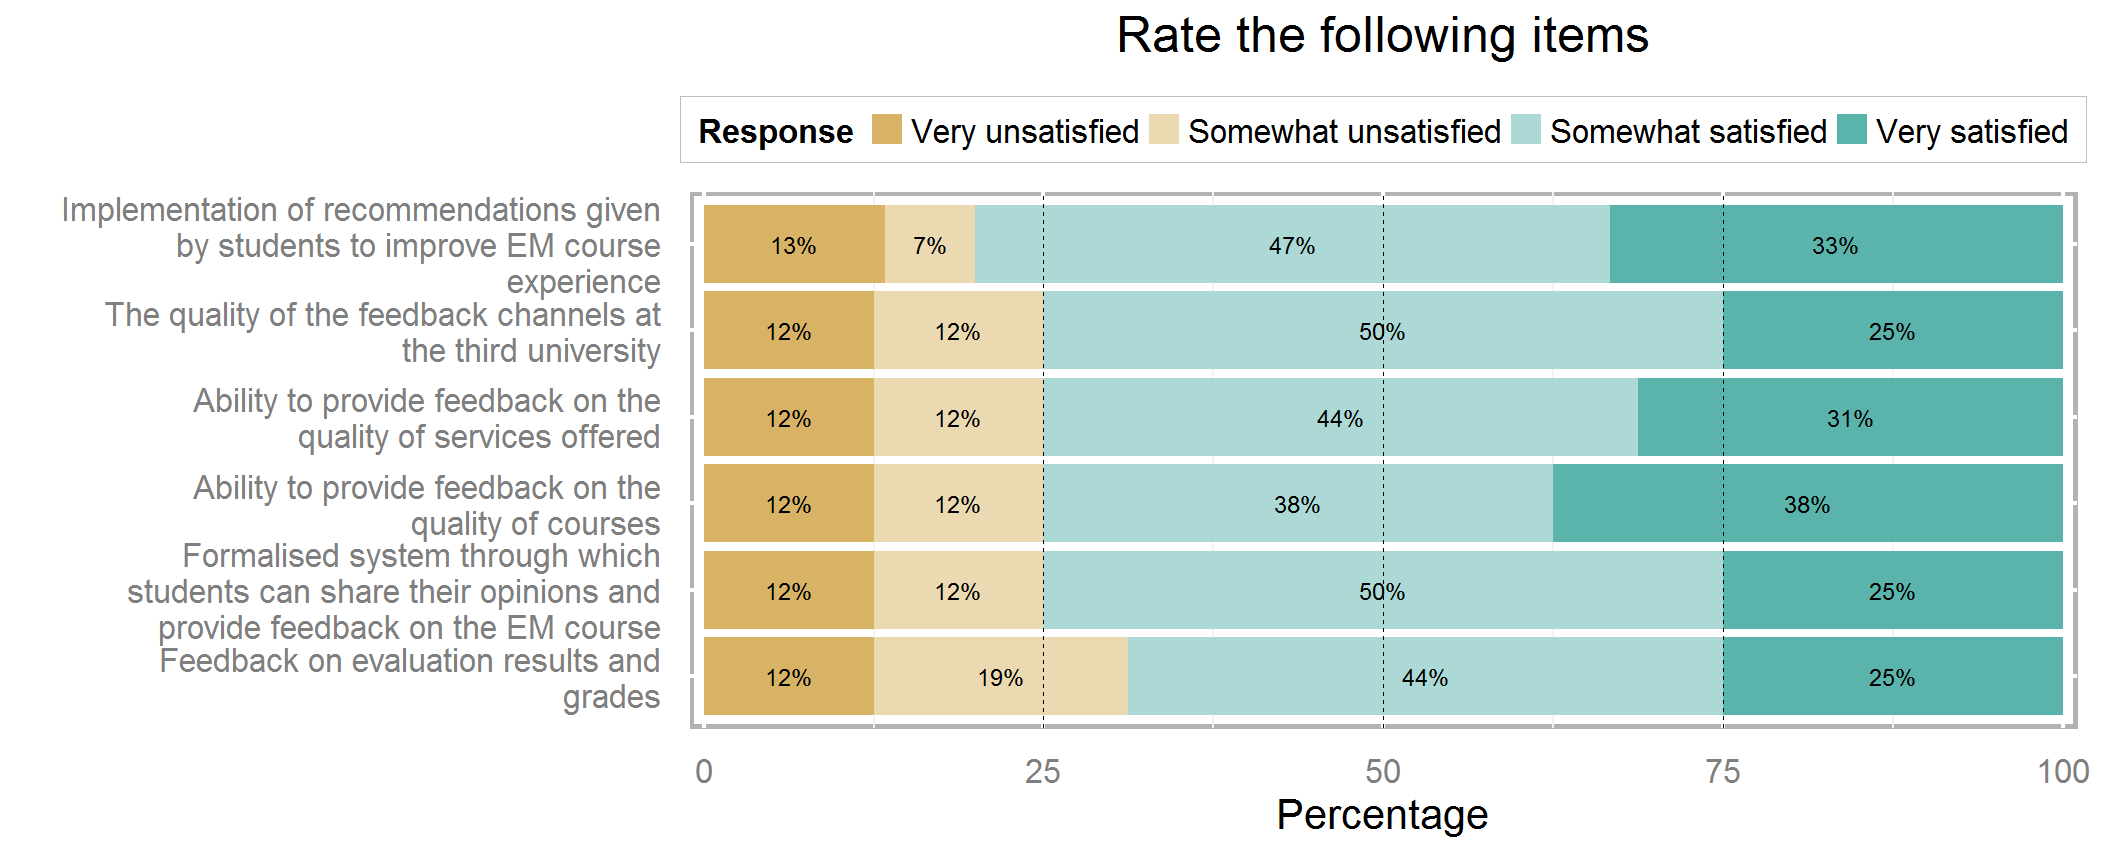 Rate the following items
Response Very unsatisfied Somewhat unsatisfied Somewhat satisfied Very satisfied
Implementation of recommendations given
by students to improve EM course
experience
13% 7% 47% 33%
The quality of the feedback channels at
the third university
12% 12% 50% 25%
Ability to provide feedback on the
quality of services offered
12% 12% 44% 31%
Ability to provide feedback on the
quality of courses
12% 12% 38% 38%
Formalised system through which
students can share their opinions and
provide feedback on the EM course
12% 12% 50% 25%
Feedback on evaluation results and
grades
12% 19% 44% 25%
0 25 50 75 100
Percentage